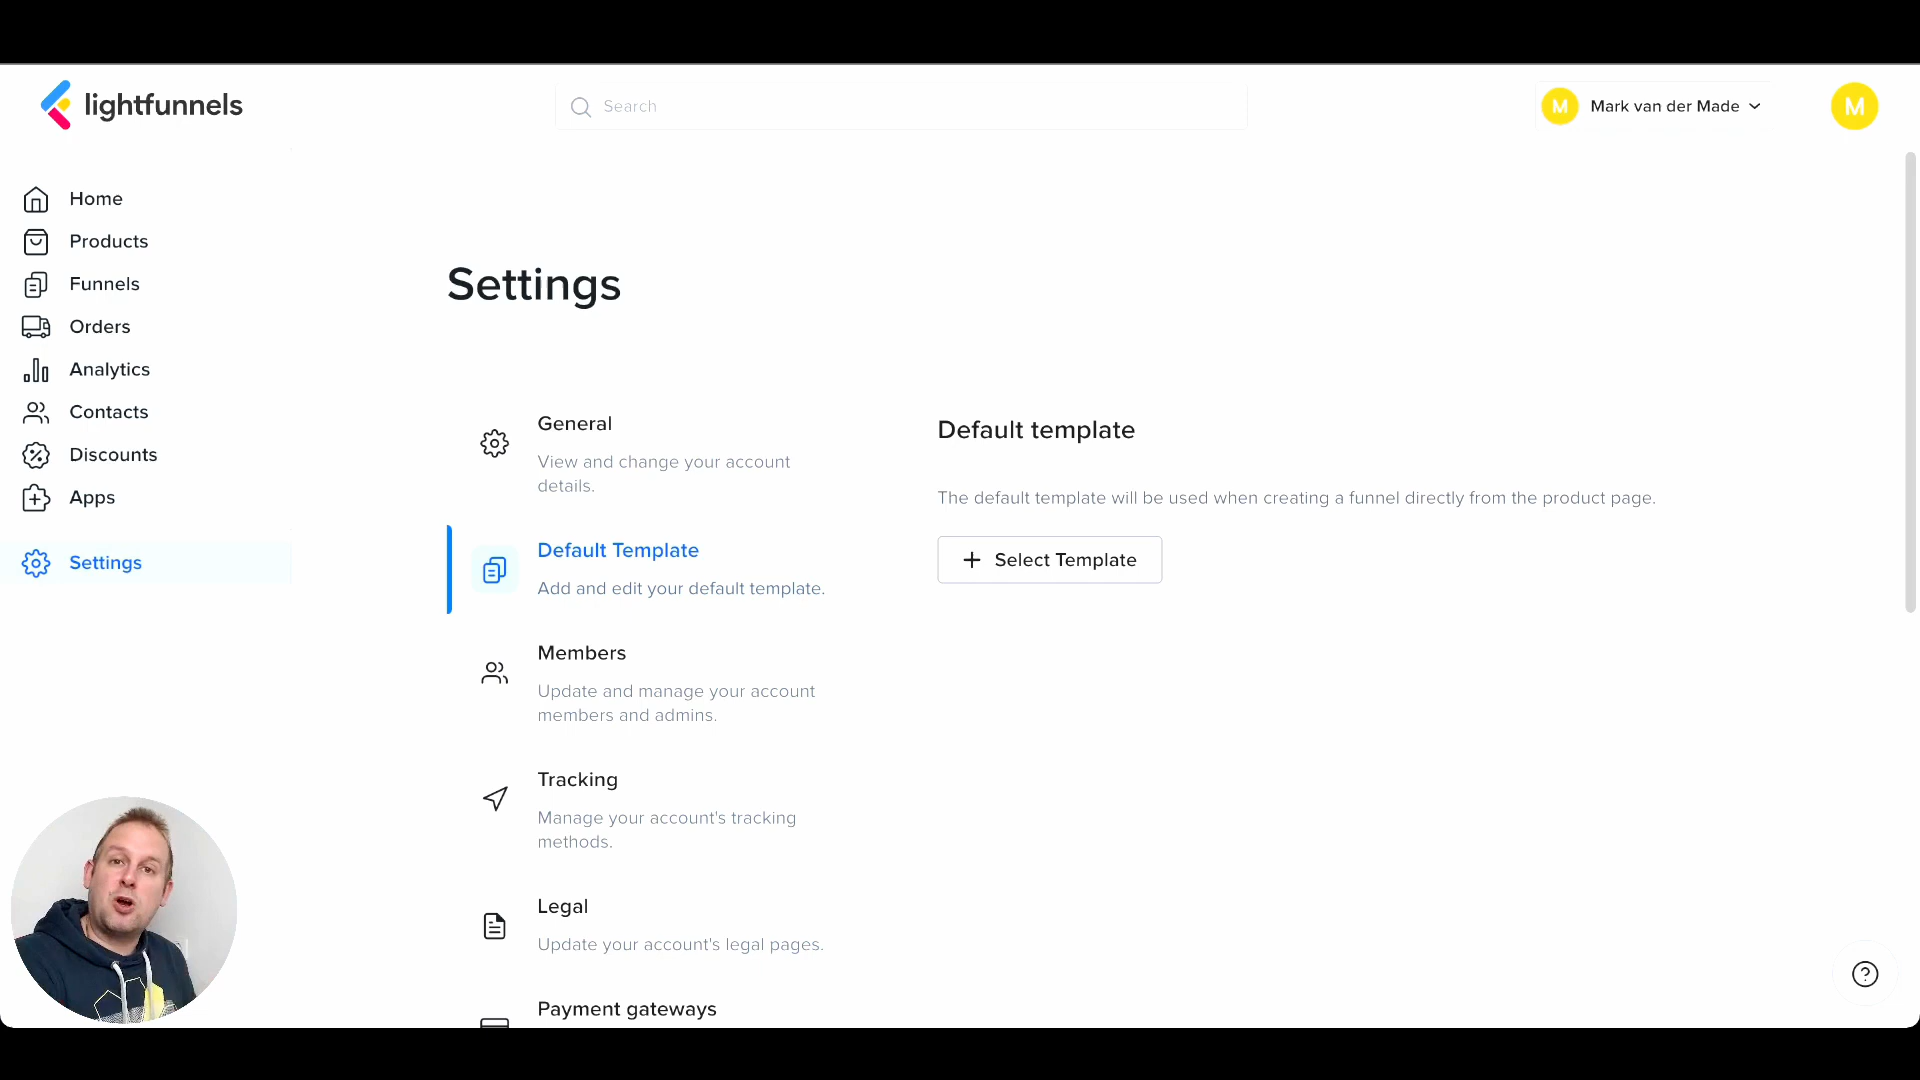 lightfunnels
Search
M
Mark van der Made
M
Home
Products
Funnels
Orders
Analytics
Contacts
Discounts
Apps
Settings
Settings
General
View and change your account
details.
Default Template
Add and edit your default template.
Members
Update and manage your account
members and admins.
Tracking
Manage your account's tracking
methods.
Legal
Update your account's legal pages.
Payment gateways
Default template
The default template will be used when creating a funnel directly from the product page.
+ Select Template
?